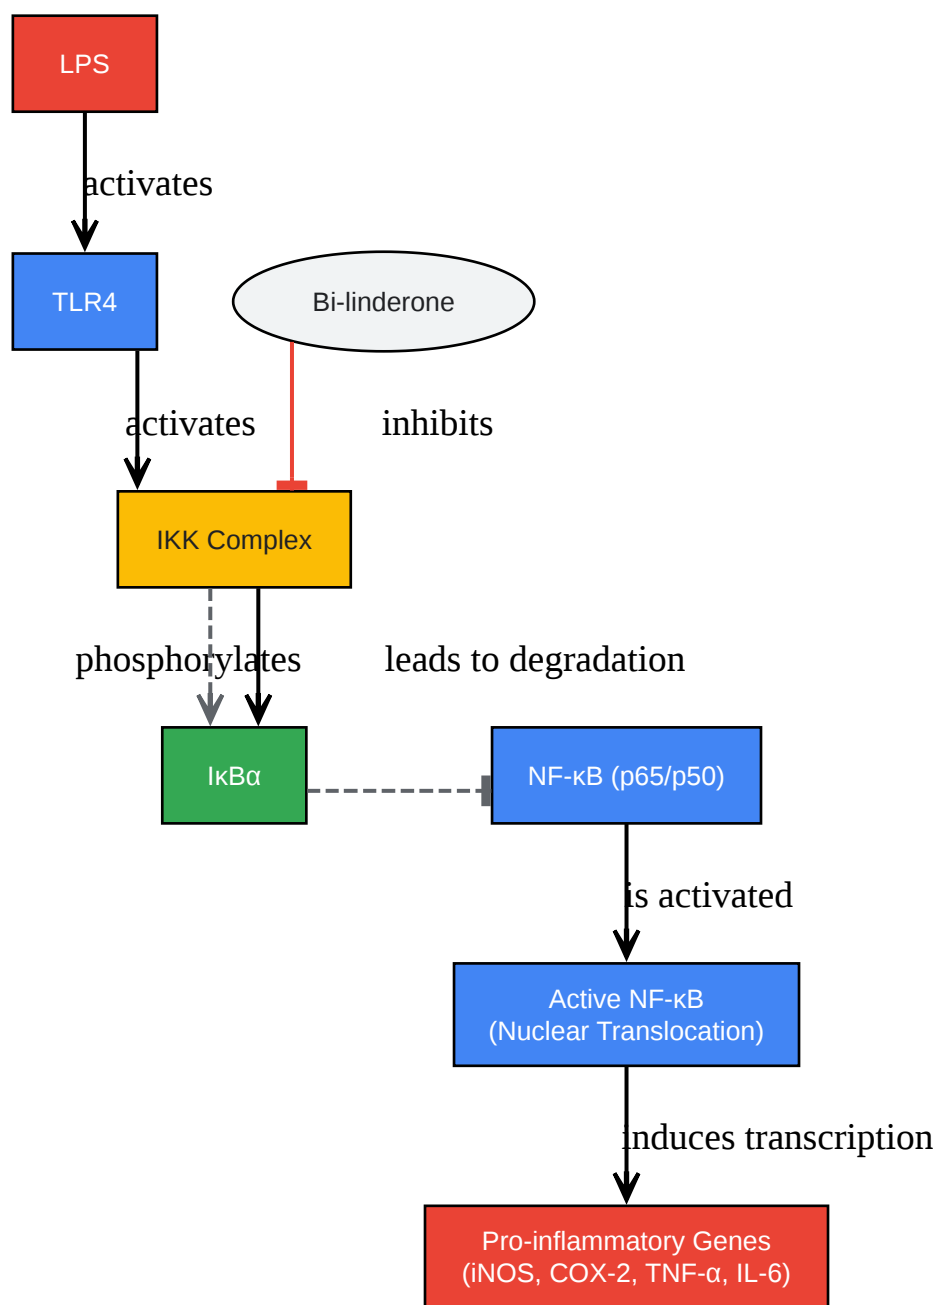 LPS
activates
TLR4
Bi-linderone
activates
inhibits
IKK Complex
phosphorylates
leads to degradation
IκBα
NF-κB (p65/p50)
is activated
Active NF-κB
(Nuclear Translocation)
induces transcription
Pro-inflammatory Genes
(iNOS, COX-2, TNF-α, IL-6)